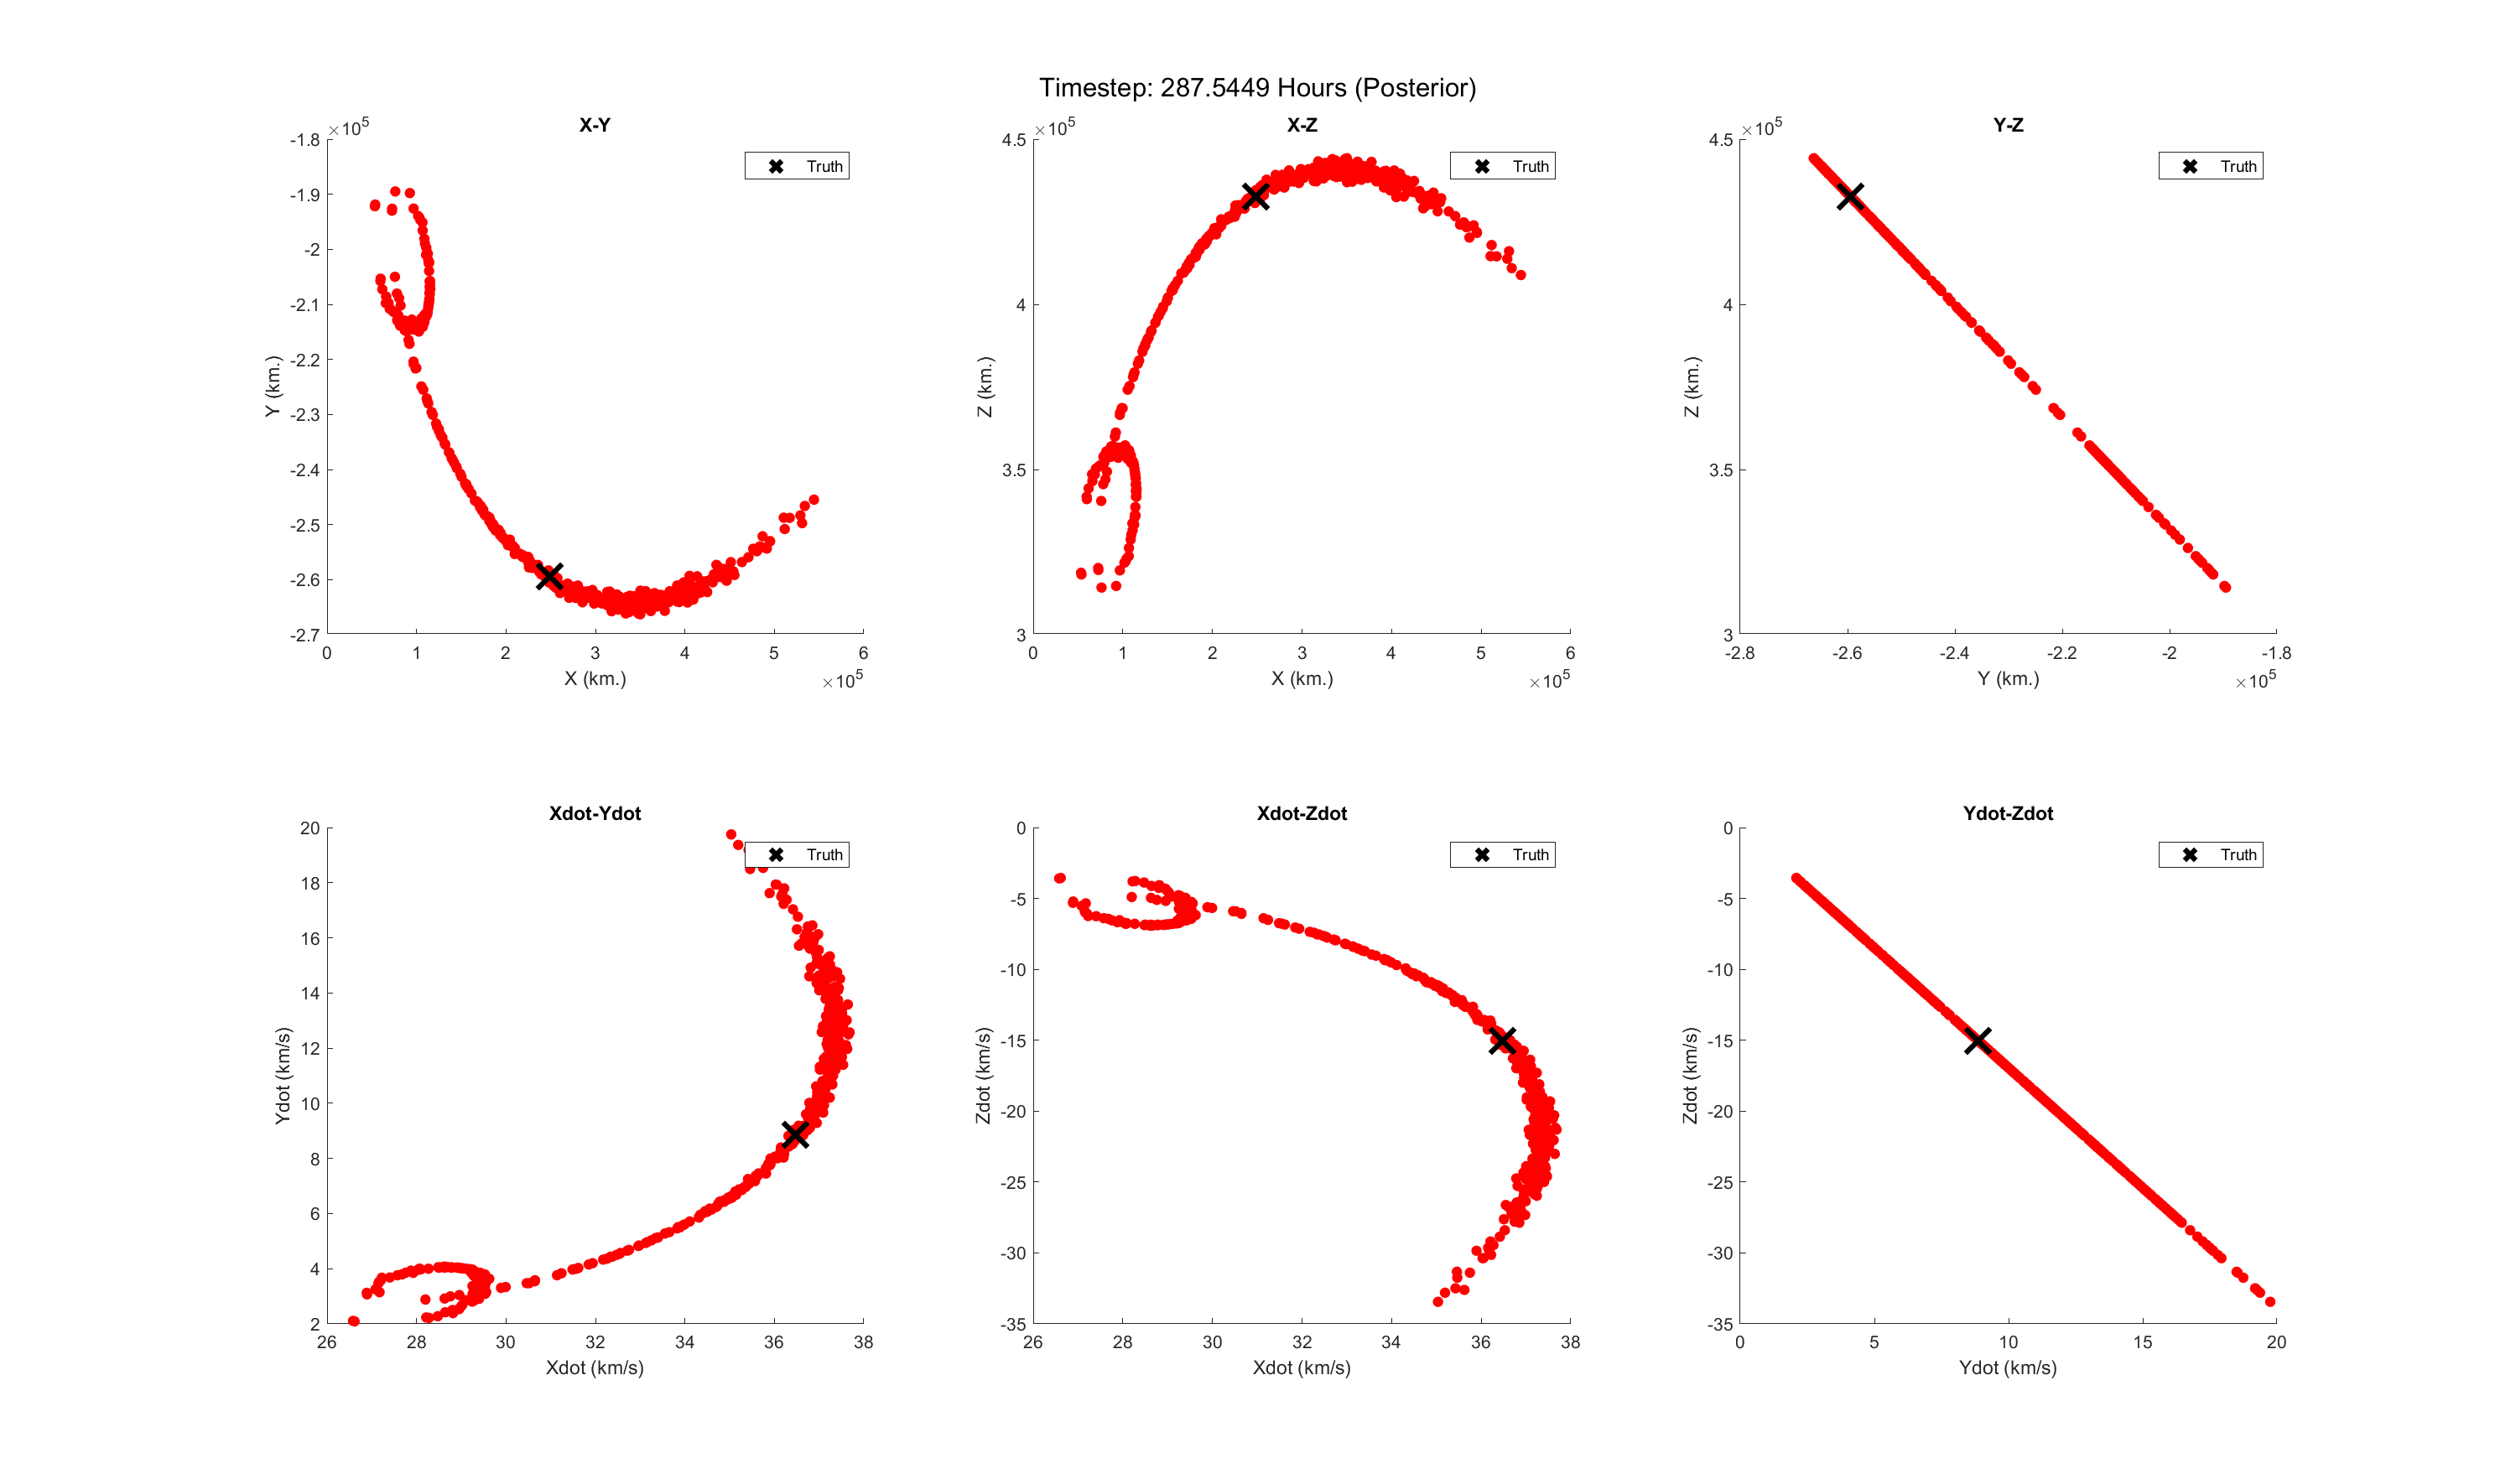 Timestep: 287.5449 Hours (Posterior)
X-Y
×10^5
Truth
-1.8
-1.9
-2
-2.1
-2.2
-2.3
-2.4
-2.5
-2.6
-2.7
Y (km.)
0 1 2 3 4 5 6
X (km.)
×10^5
X-Z
×10^5
Truth
4.5
4
3.5
3
Z (km.)
0 1 2 3 4 5 6
X (km.)
×10^5
Y-Z
×10^5
Truth
4.5
4
3.5
3
Z (km.)
-2.8 -2.6 -2.4 -2.2 -2 -1.8
Y (km.)
×10^5
Xdot-Ydot
Truth
20
18
16
14
12
10
8
6
4
2
Ydot (km/s)
26 28 30 32 34 36 38
Xdot (km/s)
Xdot-Zdot
Truth
0
-5
-10
-15
-20
-25
-30
-35
Zdot (km/s)
26 28 30 32 34 36 38
Xdot (km/s)
Ydot-Zdot
Truth
0
-5
-10
-15
-20
-25
-30
-35
Zdot (km/s)
0 5 10 15 20
Ydot (km/s)